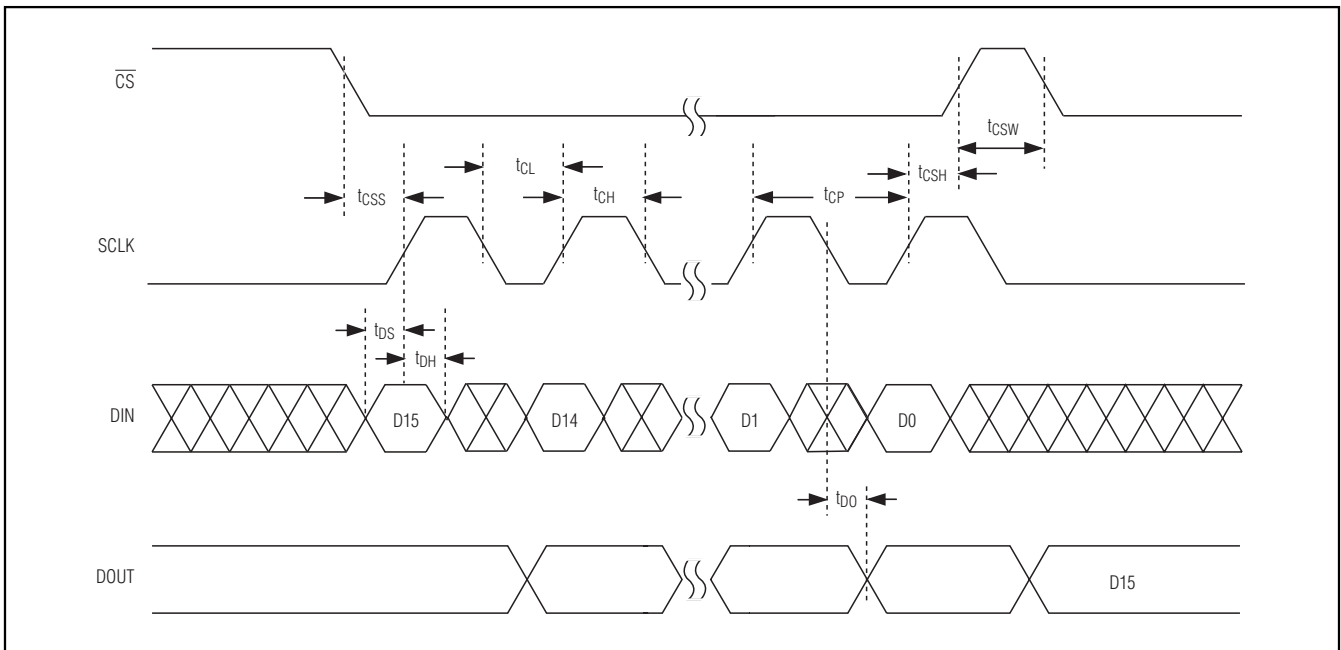 CS
tCSW
tCL
tCSH
tCSS
tCH
tCP
SCLK
tDS
tDH
DIN
D15
D14
D1
D0
tDO
DOUT
D15